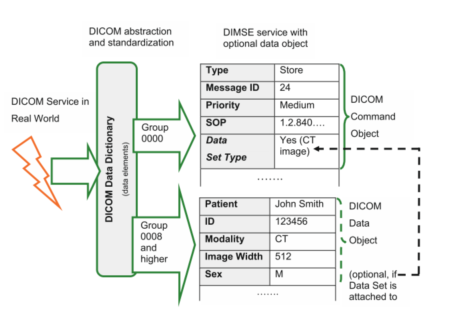 DICOM abstraction
and standardization
DIMSE service with
optional data object
DICOM Service in
Real World
DICOM Data Dictionary
(data elements)
Group
0000
Type Store
Message ID 24
Priority Medium
SOP 1.2.840....
Data Yes (CT
Set Type image)
.......
DICOM
Command
Object
Group
0008
and
higher
Patient John Smith
ID 123456
Modality CT
Image Width 512
Sex M
.......
DICOM
Data
Object
(optional, if
Data Set is
attached to